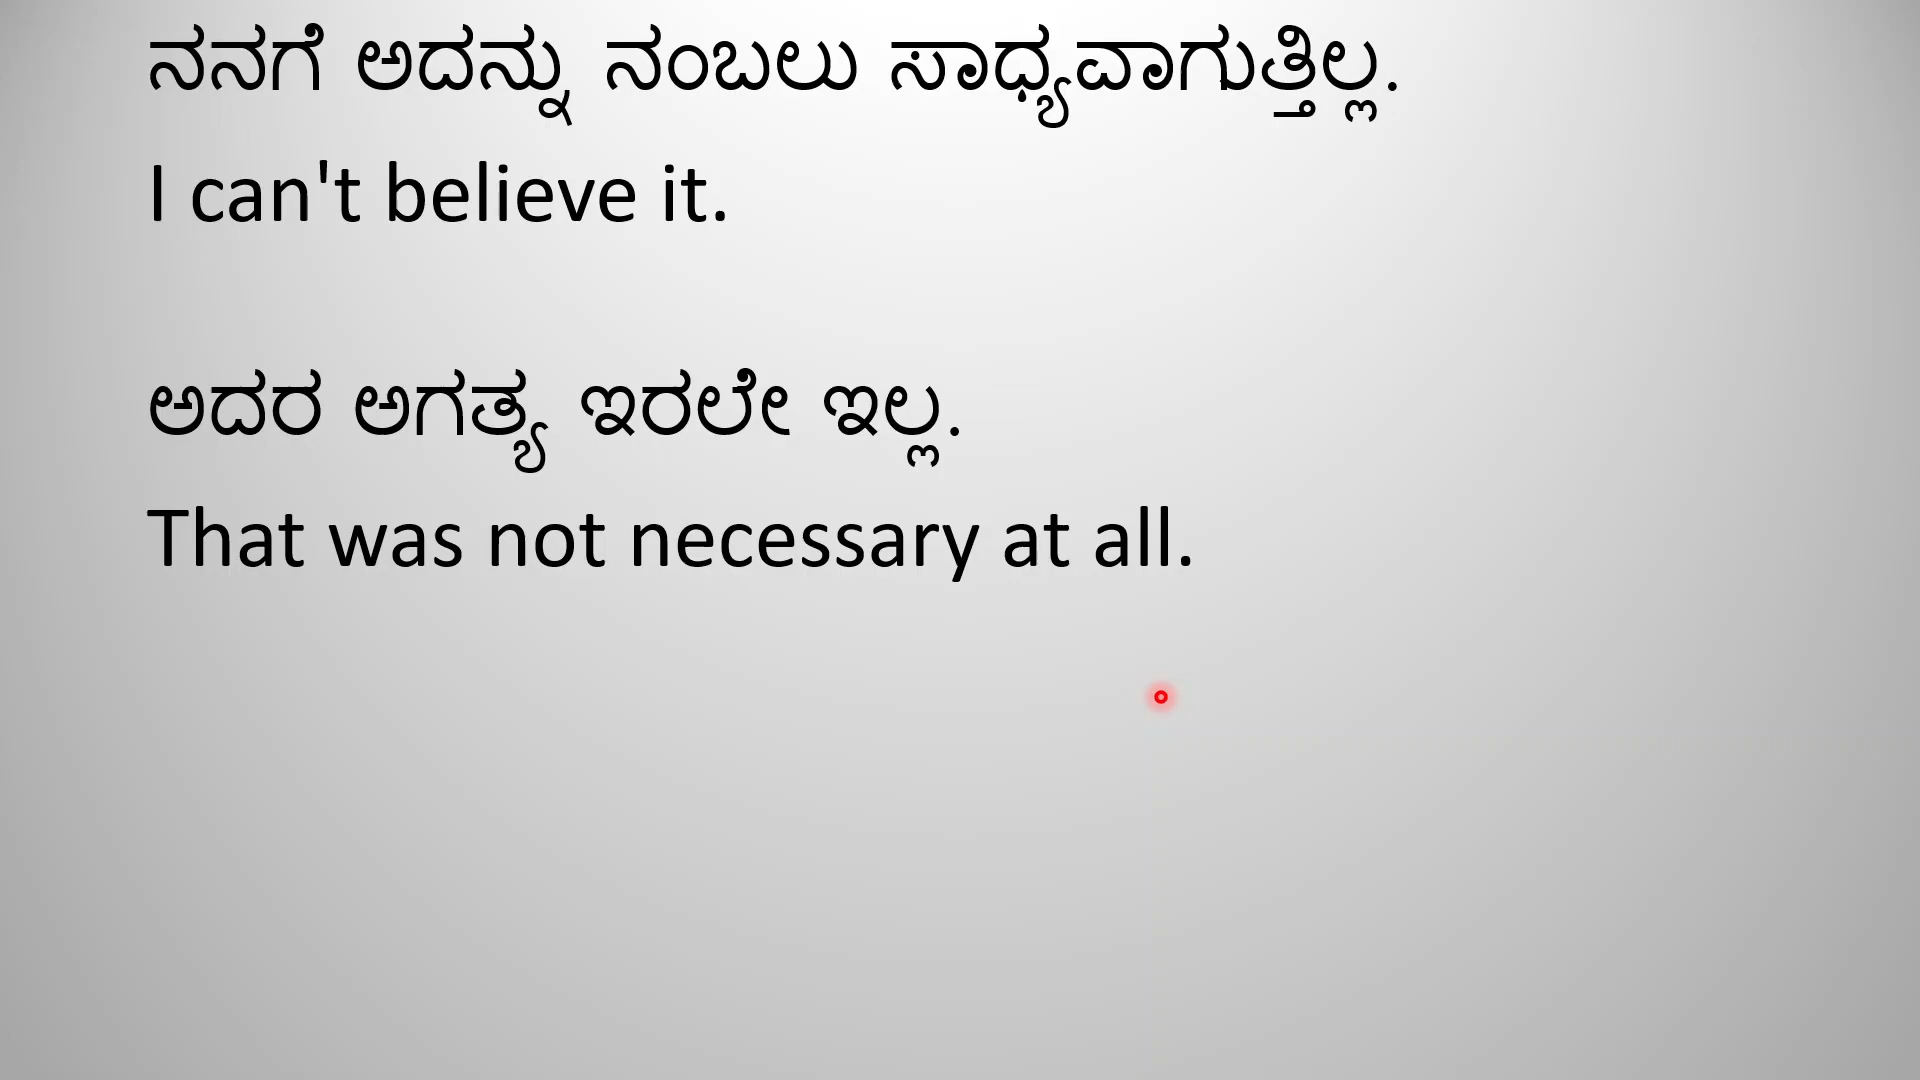 ನನಗೆ ಅದನ್ನು ನಂಬಲು ಸಾಧ್ಯವಾಗುತ್ತಿಲ್ಲ.
I can't believe it.
ಅದರ ಅಗತ್ಯ ಇರಲೇ ಇಲ್ಲ.
That was not necessary at all.